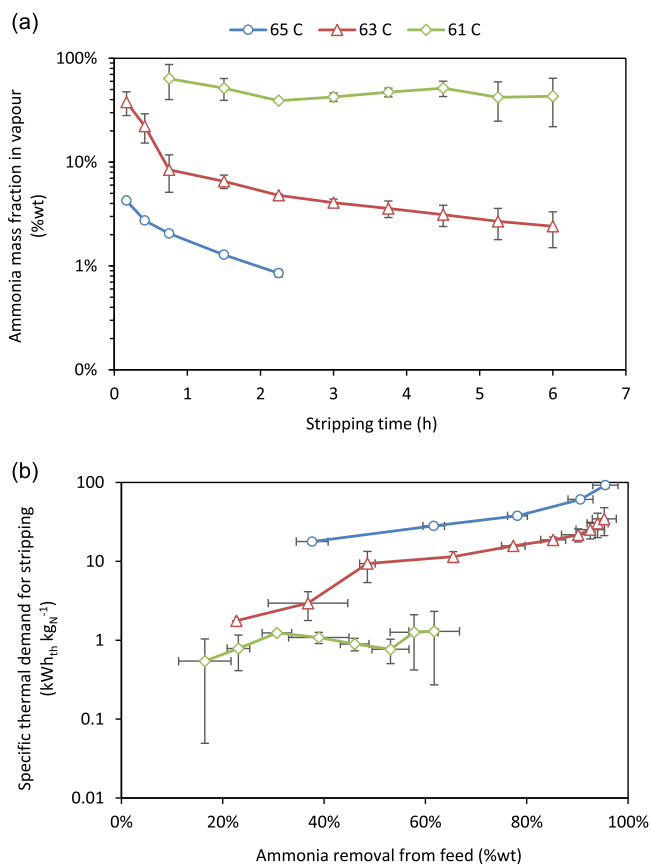 (a)
65 C 63 C 61 C
100%
10%
1%
0%
Ammonia mass fraction in vapour
(%wt)
0 1 2 3 4 5 6 7
Stripping time (h)
(b)
100
10
1
0.1
0.01
Specific thermal demand for stripping
(kWhth kgN-1)
0% 20% 40% 60% 80% 100%
Ammonia removal from feed (%wt)